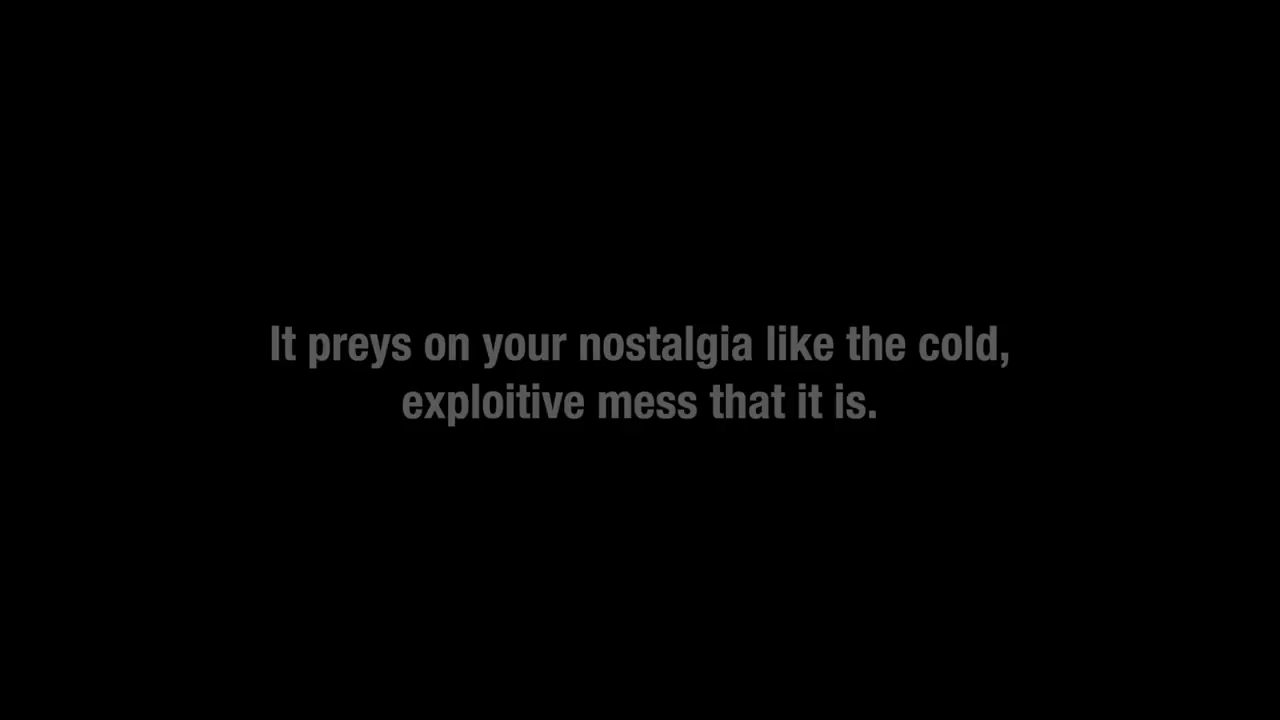 It preys on your nostalgia like the cold,
exploitive mess that it is.